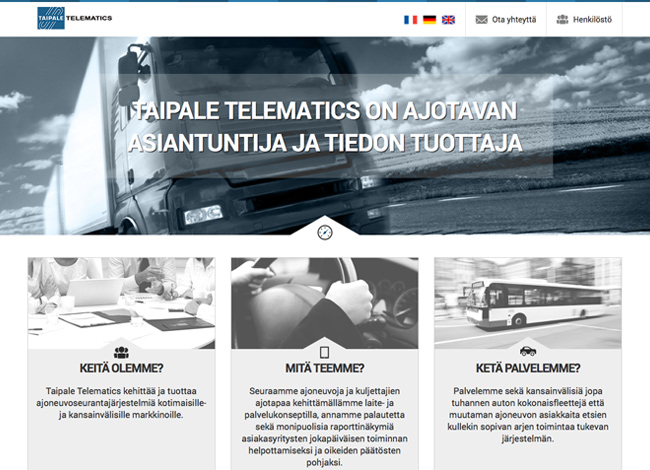 TAIPALE TELEMATICS
Ota yhteyttä
Henkilöstö
TAIPALE TELEMATICS ON AJOTAVAN
ASIANTUNTIJA JA TIEDON TUOTTAJA
KEITÄ OLEMME?
Taipale Telematics kehittää ja tuottaa
ajoneuvoseurantajärjestelmiä kotimaisille-
ja kansainvälisille markkinoille.
MITÄ TEEMME?
Seuraamme ajoneuvoja ja kuljettajien
ajotapaa kehittämällämme laite- ja
palvelukonseptilla, annamme palautetta
sekä monipuolisia raporttinäkymiä
asiakasyritysten jokapäiväisen toiminnan
helpottamiseksi ja oikeiden päätösten
pohjaksi.
KETÄ PALVELEMME?
Palvelemme sekä kansainvälisiä jopa
tuhannen auton kokonaisfleettejä että
muutaman ajoneuvon asiakkaita etsien
kullekin sopivan arjen toimintaa tukevan
järjestelmän.